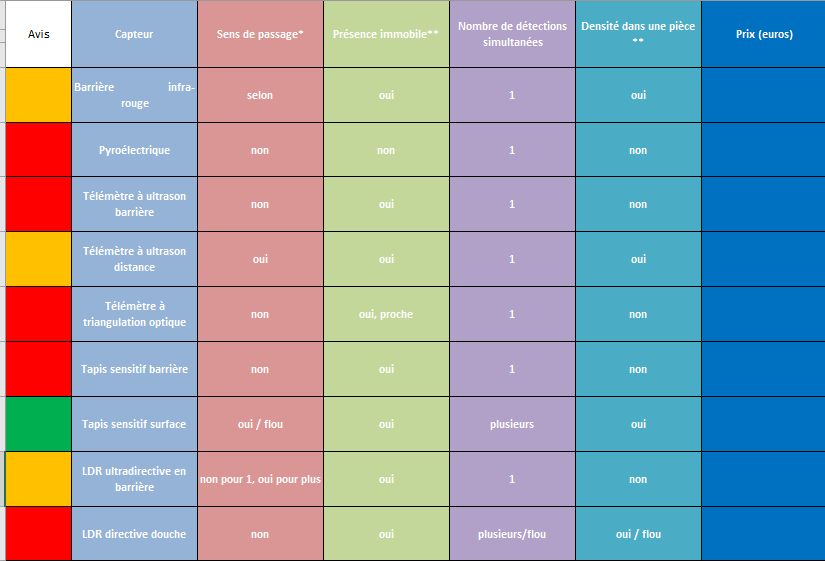 Avis
Capteur
Sens de passage*
Présence immobile**
Nombre de détections
simultanées
Densité dans une pièce
**
Prix (euros)
Barrière infra-
rouge
selon
oui
1
oui
Pyroélectrique
non
non
1
non
Télémètre à ultrason
barrière
non
oui
1
non
Télémètre à ultrason
distance
oui
oui
1
oui
Télémètre à
triangulation optique
non
oui, proche
1
non
Tapis sensitif barrière
non
oui
1
non
Tapis sensitif surface
oui / flou
oui
plusieurs
oui
LDR ultradirective en
barrière
non pour 1, oui pour plus
oui
1
non
LDR directive douche
non
oui
plusieurs/flou
oui / flou